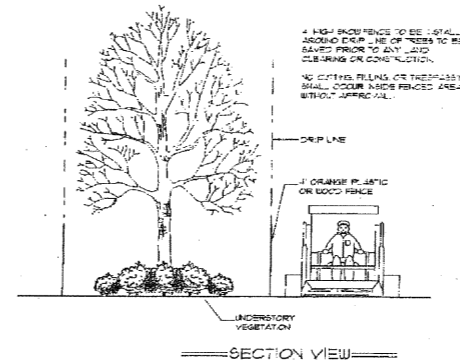 4' HIGH SNOW FENCE TO BE INSTALL
AROUND DRIP LINE OF TREES TO BE
SAVED PRIOR TO ANY LAND
CLEARING OR CONSTRUCTION.
NO CUTTING, FILLING, OR TRESPASSING
SHALL OCCUR INSIDE FENCED AREA
WITHOUT APPROVAL.
DRIP LINE
4' ORANGE PLASTIC
OR WOOD FENCE
UNDERSTORY
VEGETATION
SECTION VIEW